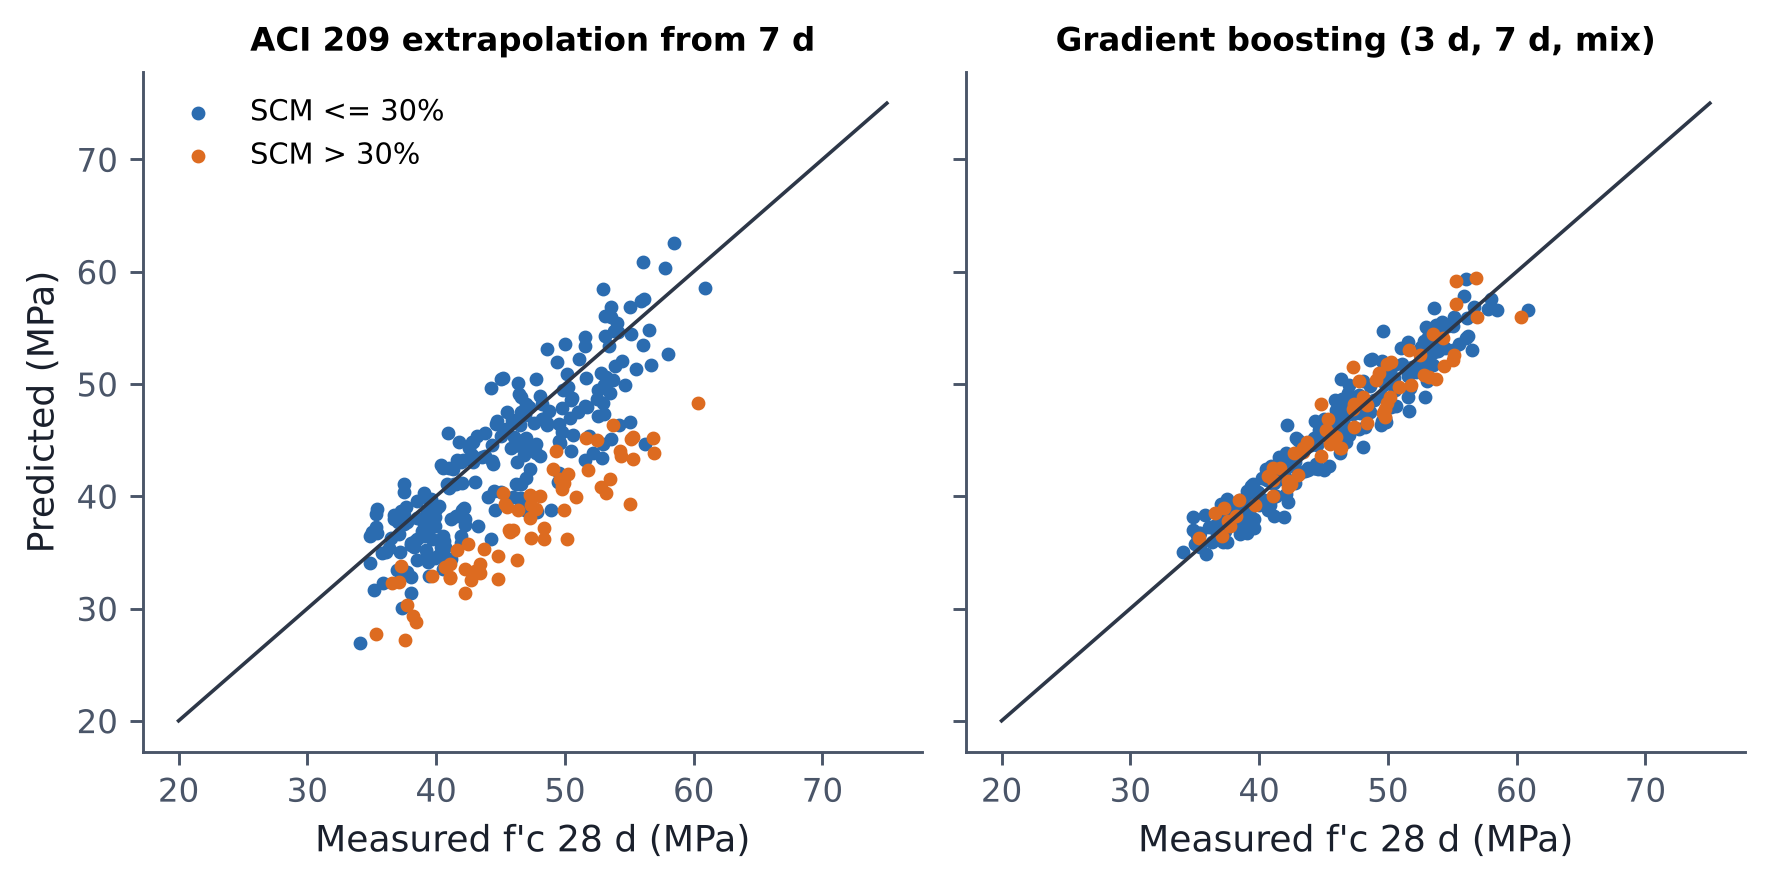 ACI 209 extrapolation from 7 d
SCM <= 30%
SCM > 30%
Predicted (MPa)
70
60
50
40
30
20
20 30 40 50 60 70
Measured f'c 28 d (MPa)
Gradient boosting (3 d, 7 d, mix)
20 30 40 50 60 70
Measured f'c 28 d (MPa)